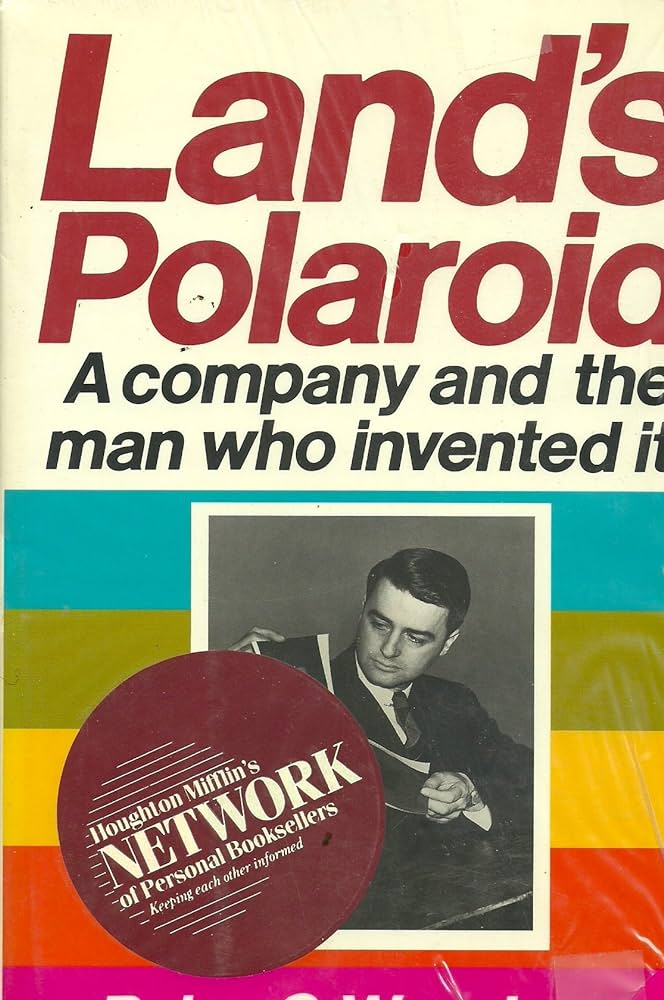 Land's
Polaroid
A company and the
man who invented it
Houghton Mifflin's
NETWORK
of Personal Booksellers
Keeping each other informed